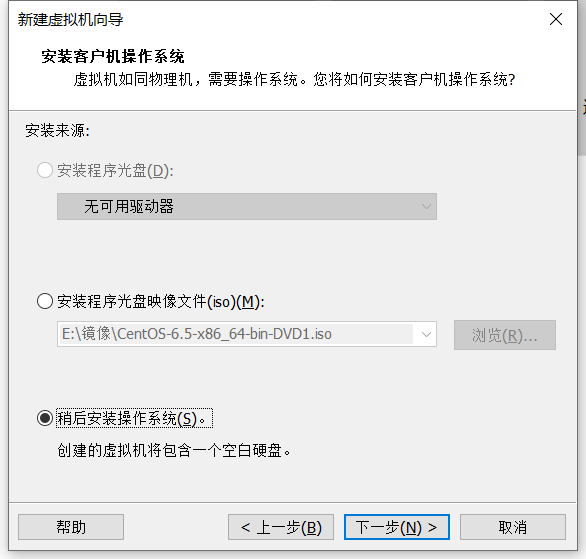 新建虚拟机向导
安装客户机操作系统
虚拟机如同物理机，需要操作系统。您将如何安装客户机操作系统?
安装来源:
安装程序光盘(D):
无可用驱动器
安装程序光盘映像文件(iso)(M):
E:\镜像\CentOS-6.5-x86_64-bin-DVD1.iso
浏览(R)...
稍后安装操作系统(S)。
创建的虚拟机将包含一个空白硬盘。
帮助
< 上一步(B)
下一步(N) >
取消